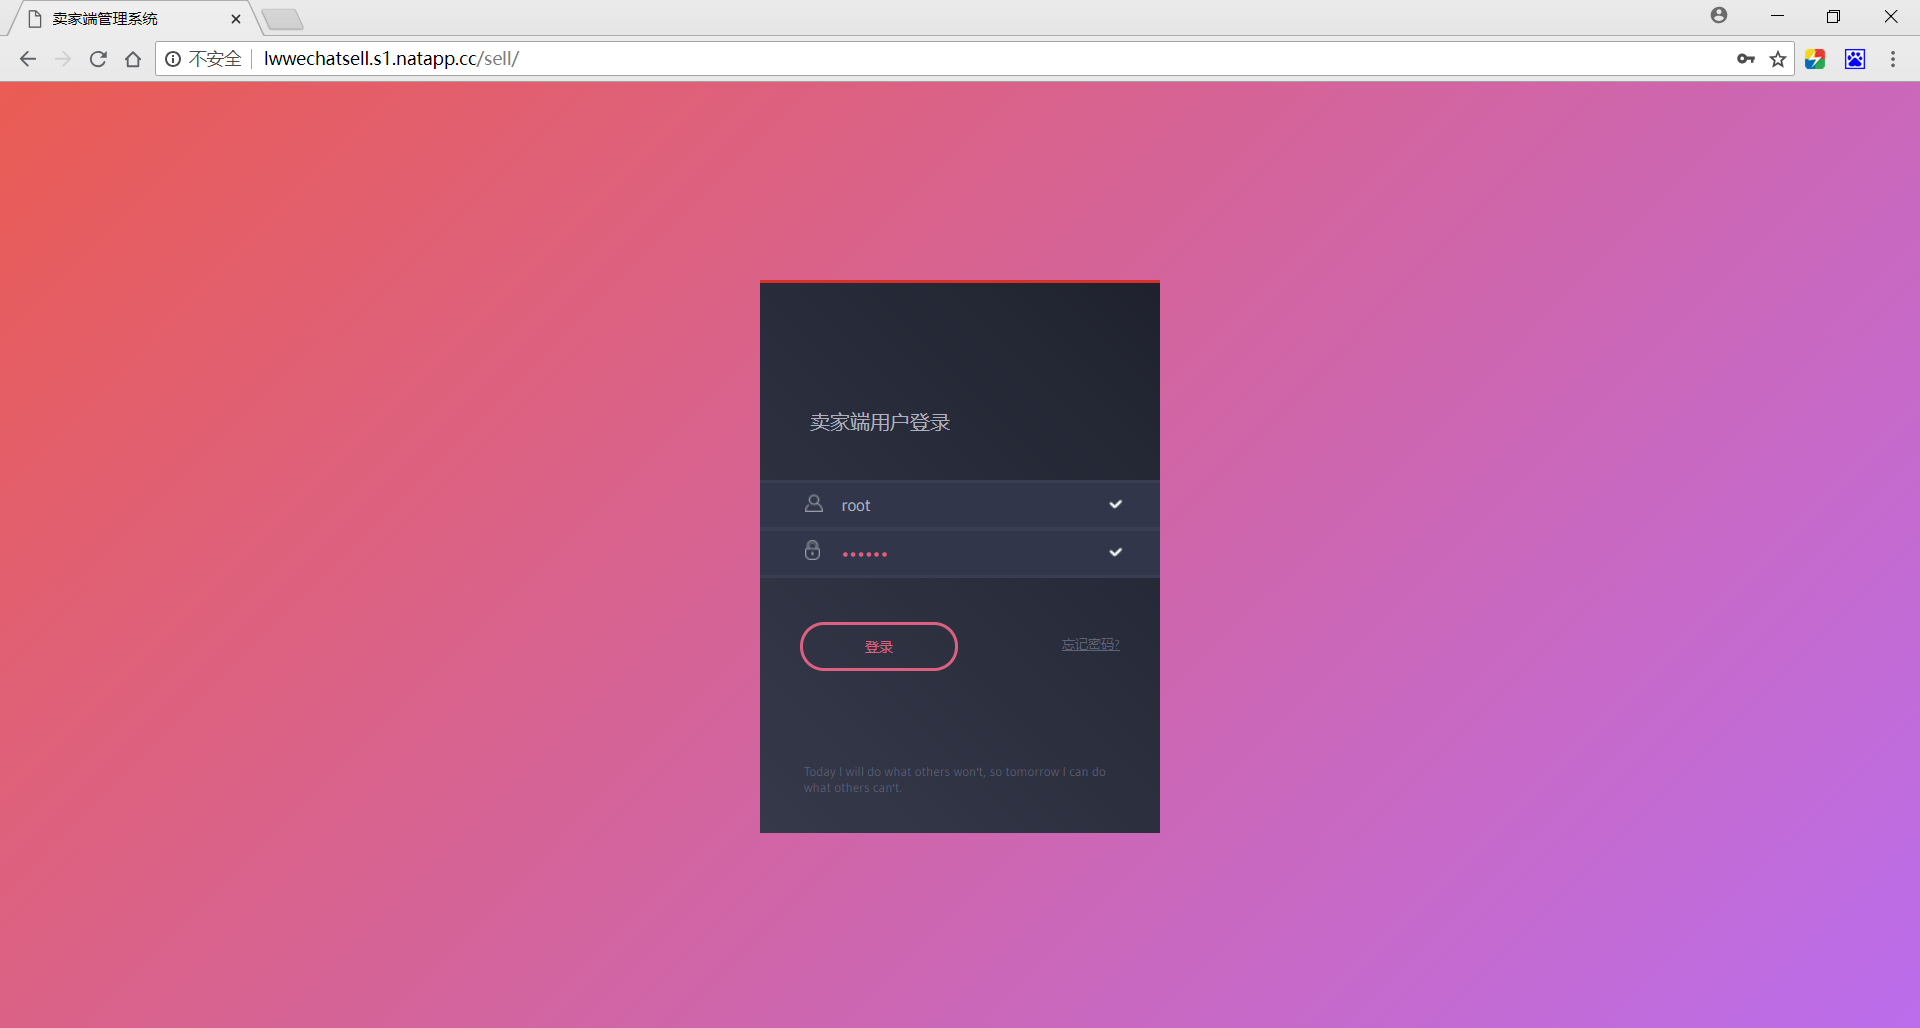 卖家端管理系统
不安全
lwwechatsell.s1.natapp.cc/sell/
卖家端用户登录
root
••••••
登录
忘记密码?
Today I will do what others won't, so tomorrow I can do
what others can't.